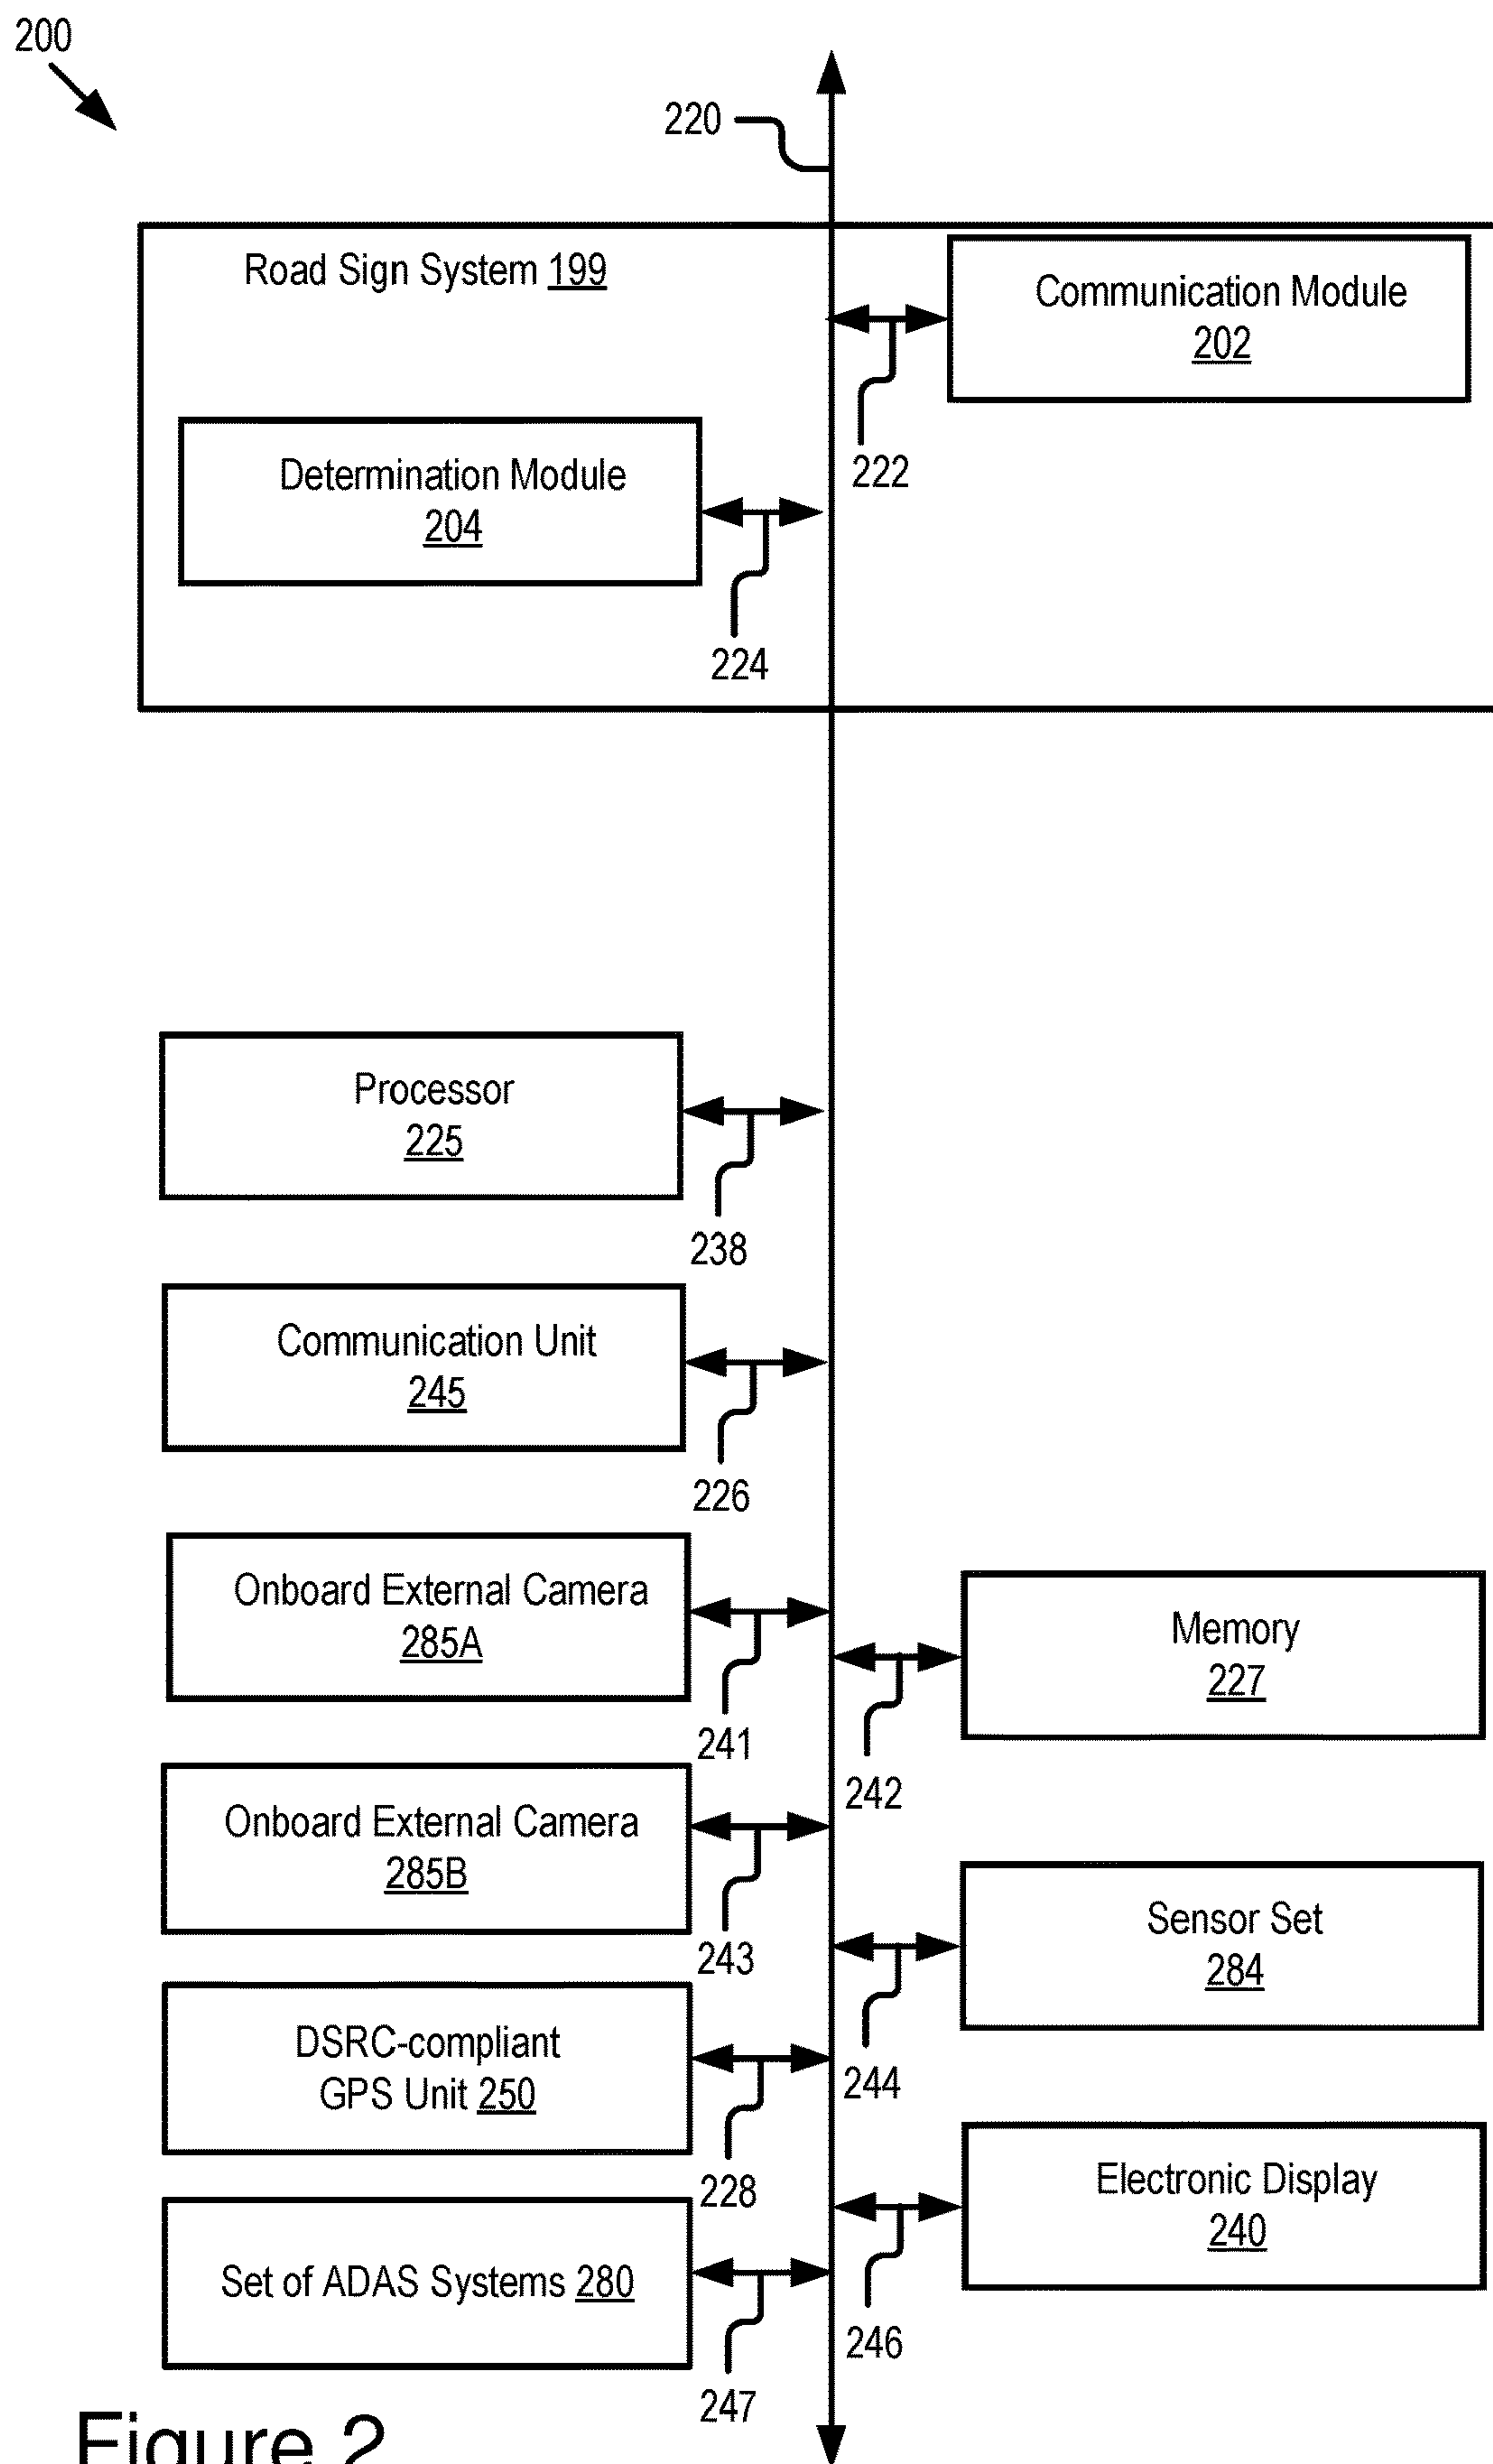 200
220
Road Sign System 199
Communication Module
202
222
Determination Module
204
224
Processor
225
238
Communication Unit
245
226
Onboard External Camera
285A
241
Memory
227
242
Onboard External Camera
285B
243
Sensor Set
284
244
DSRC-compliant
GPS Unit 250
228
Electronic Display
240
246
Set of ADAS Systems 280
247
Figure 2